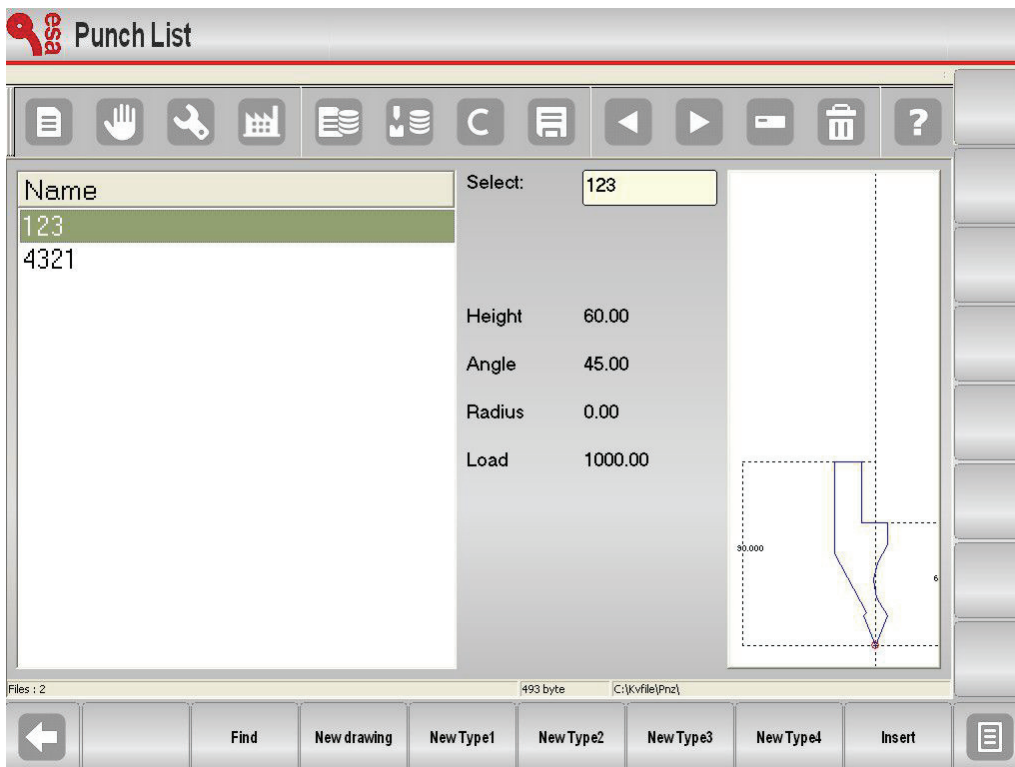 esa Punch List
C
?
Name
123
4321
Select: 123
Height 60.00
Angle 45.00
Radius 0.00
Load 1000.00
90.000
6
Files : 2 493 byte C:\Kvfile\Pnz\
Find New drawing New Type1 New Type2 New Type3 New Type4 Insert